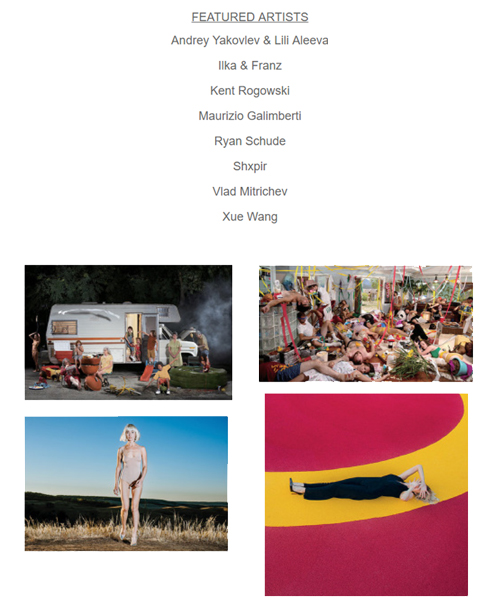 FEATURED ARTISTS
Andrey Yakovlev & Lili Aleeva
Ilka & Franz
Kent Rogowski
Maurizio Galimberti
Ryan Schude
Shxpir
Vlad Mitrichev
Xue Wang